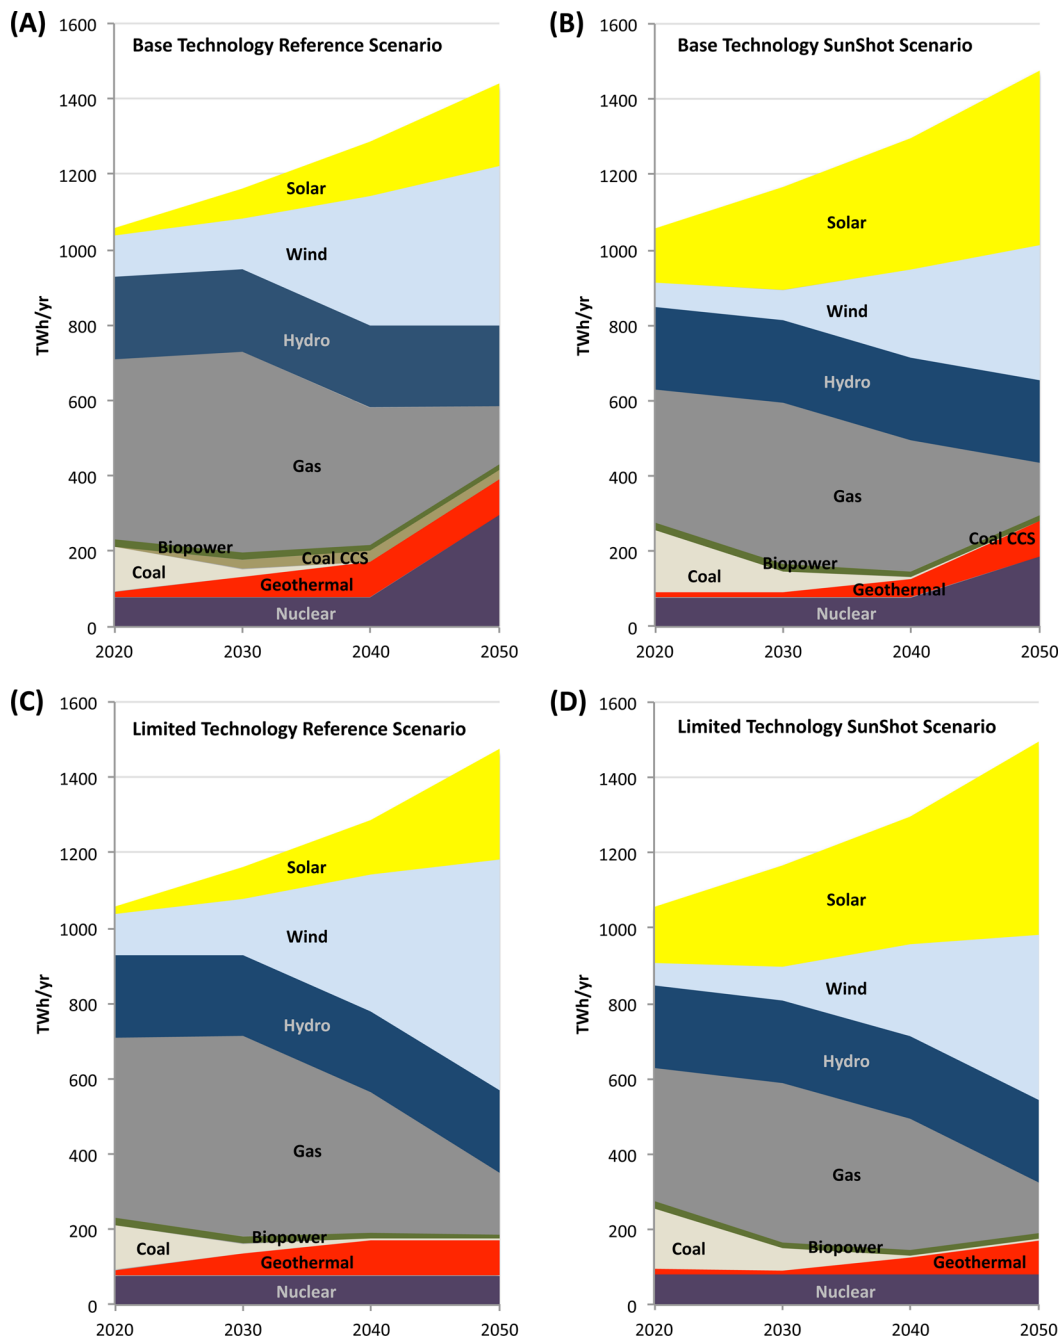 (A)
Base Technology Reference Scenario
TWh/yr
1600
1400
1200
1000
800
600
400
200
0
Solar
Wind
Hydro
Gas
Biopower
Coal CCS
Coal
Geothermal
Nuclear
2020 2030 2040 2050
(B)
Base Technology SunShot Scenario
TWh/yr
1600
1400
1200
1000
800
600
400
200
0
Solar
Wind
Hydro
Gas
Coal CCS
Biopower
Coal
Geothermal
Nuclear
2020 2030 2040 2050
(C)
Limited Technology Reference Scenario
TWh/yr
1600
1400
1200
1000
800
600
400
200
0
Solar
Wind
Hydro
Gas
Biopower
Coal
Geothermal
Nuclear
2020 2030 2040 2050
(D)
Limited Technology SunShot Scenario
TWh/yr
1600
1400
1200
1000
800
600
400
200
0
Solar
Wind
Hydro
Gas
Biopower
Coal
Geothermal
Nuclear
2020 2030 2040 2050